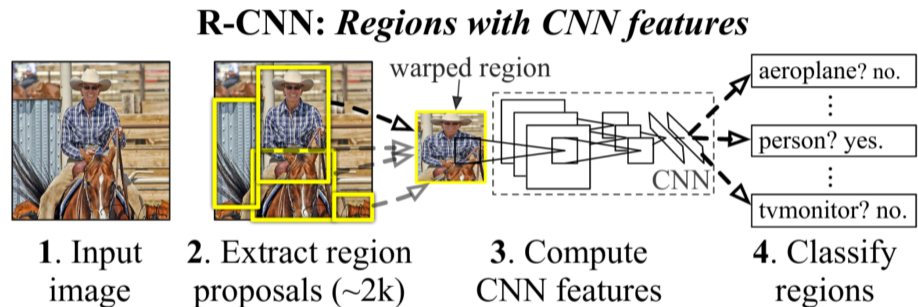 R-CNN: Regions with CNN features
warped region
aeroplane? no.
⋮
person? yes.
⋮
tvmonitor? no.
CNN
1. Input
image
2. Extract region
proposals (~2k)
3. Compute
CNN features
4. Classify
regions